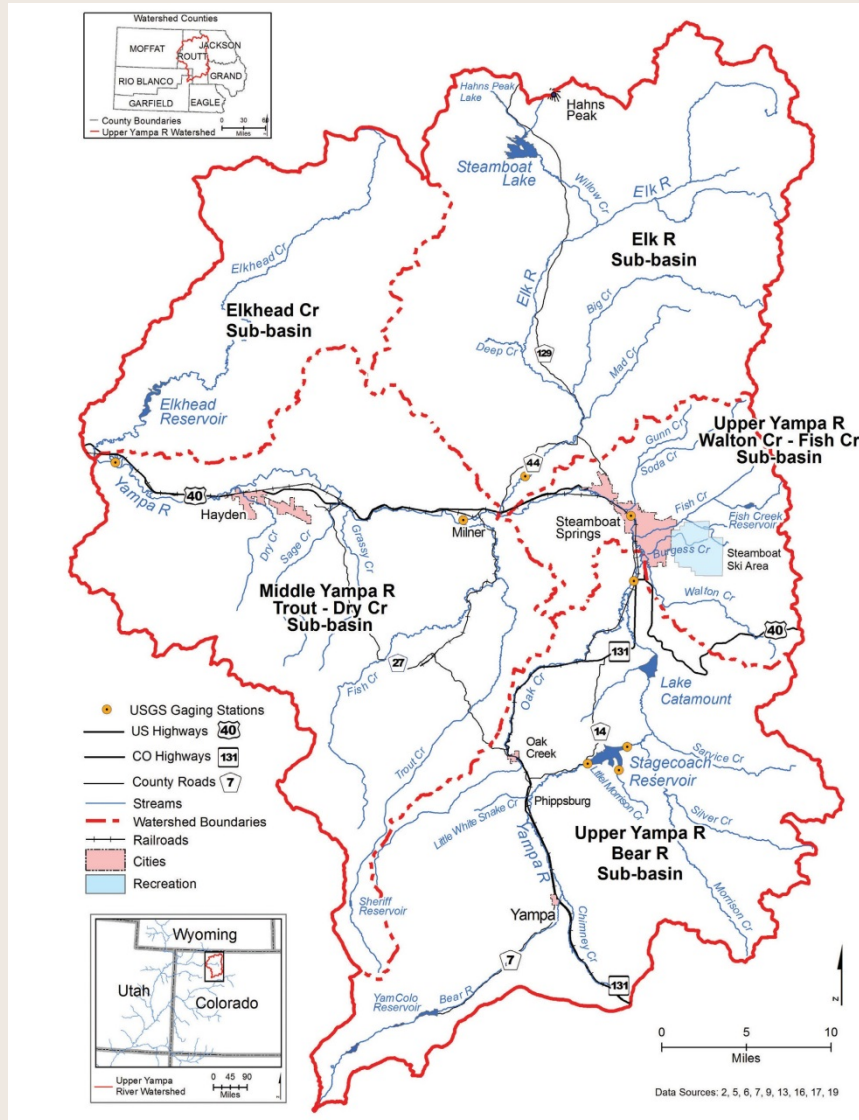 Watershed Counties
MOFFAT
JACKSON
ROUTT
RIO BLANCO
GRAND
GARFIELD
EAGLE
County Boundaries
Upper Yampa R Watershed
0 30 60
Miles
Hahns Peak
Lake
Hahns
Peak
Steamboat
Lake
Willow Cr
Elk R
Elk R
Sub-basin
Elkhead Cr
Elkhead Cr
Sub-basin
Elk R
Big Cr
Mad Cr
Deep Cr
129
Elkhead
Reservoir
Upper Yampa R
Walton Cr - Fish Cr
Sub-basin
Gunn Cr
Soda Cr
44
Yampa R
40
Hayden
Milner
Steamboat
Springs
Fish Cr
Fish Creek
Reservoir
Burgess Cr
Steamboat
Ski Area
Dry Cr
Sage Cr
Grassy Cr
Middle Yampa R
Trout - Dry Cr
Sub-basin
Walton Cr
40
27
Fish Cr
131
Oak Cr
Lake
Catamount
USGS Gaging Stations
US Highways 40
CO Highways 131
County Roads 7
Streams
Watershed Boundaries
Railroads
Cities
Recreation
Trout Cr
Oak
Creek
14
Stagecoach
Reservoir
Sarvice Cr
Little Morrison Cr
Phippsburg
Little White Snake Cr
Silver Cr
Yampa R
Upper Yampa R
Bear R
Sub-basin
Morrison Cr
Sheriff
Reservoir
Yampa
Chimney Cr
7
131
YamColo
Reservoir
Bear R
Wyoming
Utah
Colorado
Upper Yampa
River Watershed
0 45 90
Miles
z
z
0 5 10
Miles
Data Sources: 2, 5, 6, 7, 9, 13, 16, 17, 19